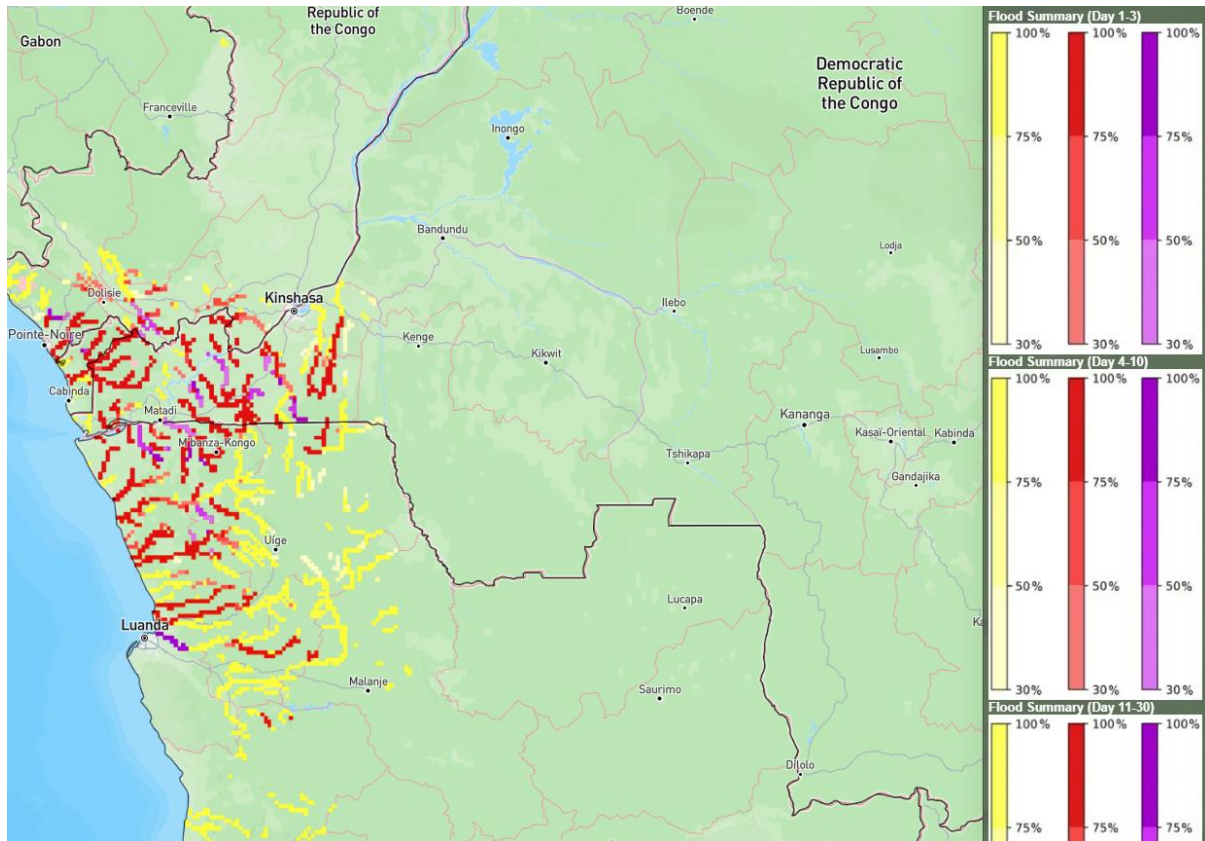 Gabon
Republic of
the Congo
Boende
Franceville
Democratic
Republic of
the Congo
Inongo
Bandundu
Lodja
Dolisie
Kinshasa
Ilebo
Pointe-Noire
Kenge
Kikwit
Lusambo
Cabinda
Matadi
Kananga
Mbanza-Kongo
Kasaï-Oriental
Kabinda
Tshikapa
Gandajika
Uíge
Lucapa
Luanda
Malanje
Saurimo
Dilolo
Flood Summary (Day 1-3)
100% 100% 100%
75% 75% 75%
50% 50% 50%
30% 30% 30%
Flood Summary (Day 4-10)
100% 100% 100%
75% 75% 75%
50% 50% 50%
30% 30% 30%
Flood Summary (Day 11-30)
100% 100% 100%
75% 75% 75%